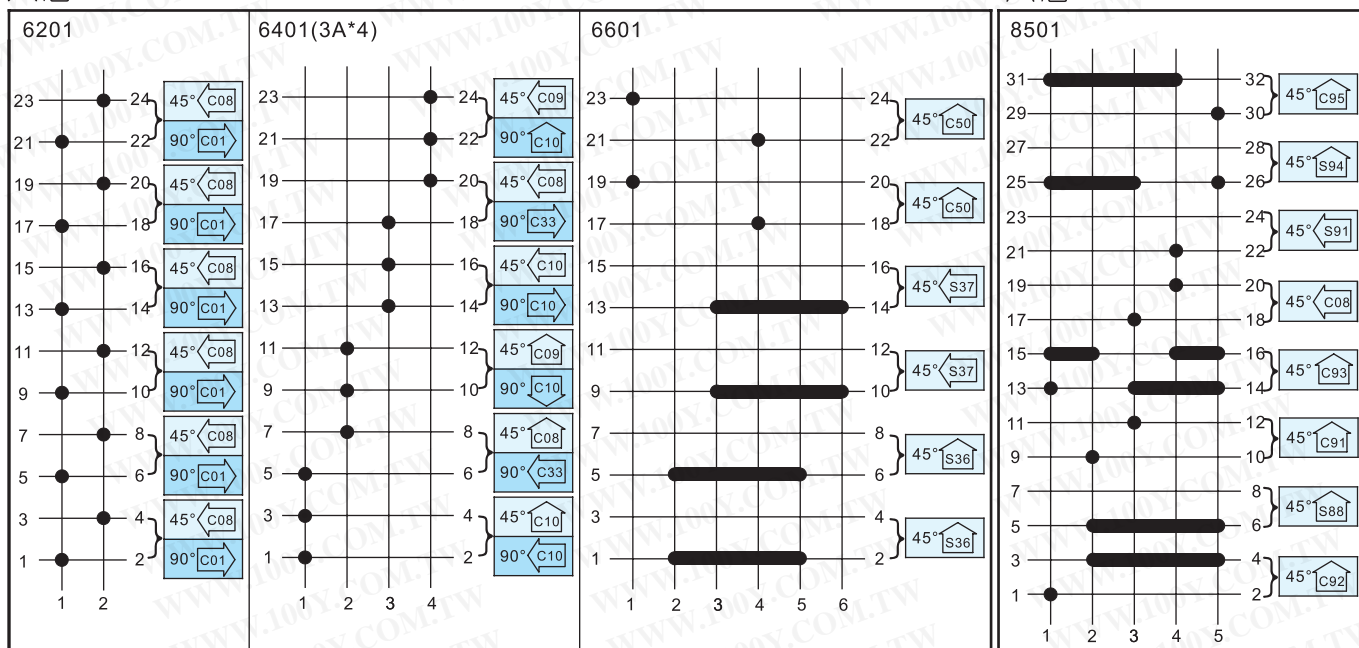 6201
23 24 45° C08
21 22 90° C01
19 20 45° C08
17 18 90° C01
15 16 45° C08
13 14 90° C01
11 12 45° C08
9 10 90° C01
7 8 45° C08
5 6 90° C01
3 4 45° C08
1 2 90° C01
1 2
6401(3A*4)
23 24 45° C09
21 22 90° C10
19 20 45° C08
17 18 90° C33
15 16 45° C10
13 14 90° C10
11 12 45° C09
9 10 90° C10
7 8 45° C08
5 6 90° C33
3 4 45° C10
1 2 90° C10
1 2 3 4
6601
23 24
45° C50
21 22
19 20
45° C50
17 18
15 16
45° S37
13 14
11 12
45° S37
9 10
7 8
45° S36
5 6
3 4
45° S36
1 2
1 2 3 4 5 6
8501
31 32
45° C95
29 30
27 28
45° S94
25 26
23 24
45° S91
21 22
19 20
45° C08
17 18
15 16
45° C93
13 14
11 12
45° C91
9 10
7 8
45° S88
5 6
3 4
45° C92
1 2
1 2 3 4 5
WWW.100Y.COM.TW